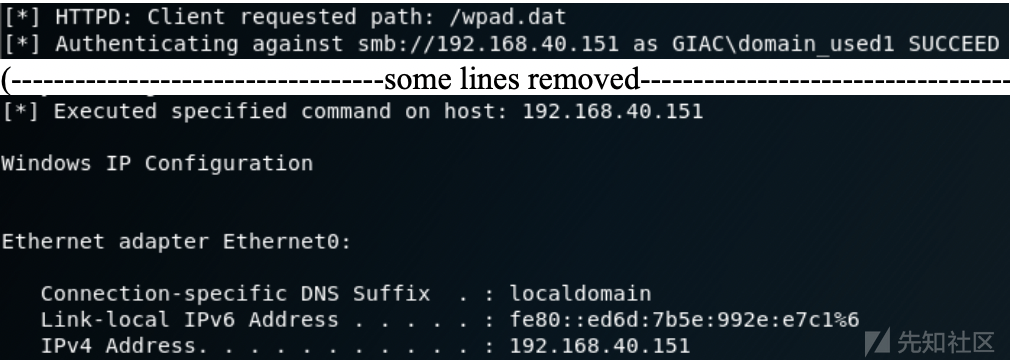 [*] HTTPD: Client requested path: /wpad.dat
[*] Authenticating against smb://192.168.40.151 as GIAC\domain_used1 SUCCEED
(-----------------------------------some lines removed-----------------------------------
[*] Executed specified command on host: 192.168.40.151
Windows IP Configuration
Ethernet adapter Ethernet0:
Connection-specific DNS Suffix . : localdomain
Link-local IPv6 Address . . . . . : fe80::ed6d:7b5e:992e:e7c1%6
IPv4 Address. . . . . . . . . . . : 192.168.40.151
先知社区